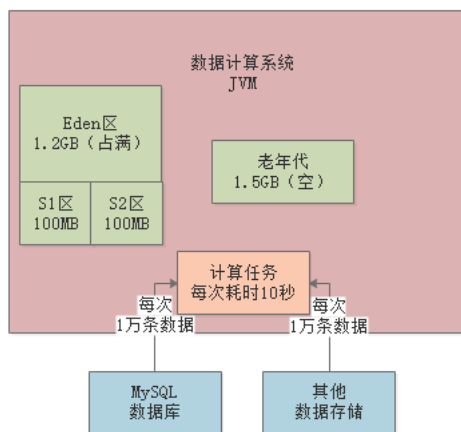 数据计算系统
JVM
Eden区
1.2GB（占满）
老年代
1.5GB（空）
S1区
100MB
S2区
100MB
计算任务
每次耗时10秒
每次
1万条数据
每次
1万条数据
MySQL
数据库
其他
数据存储